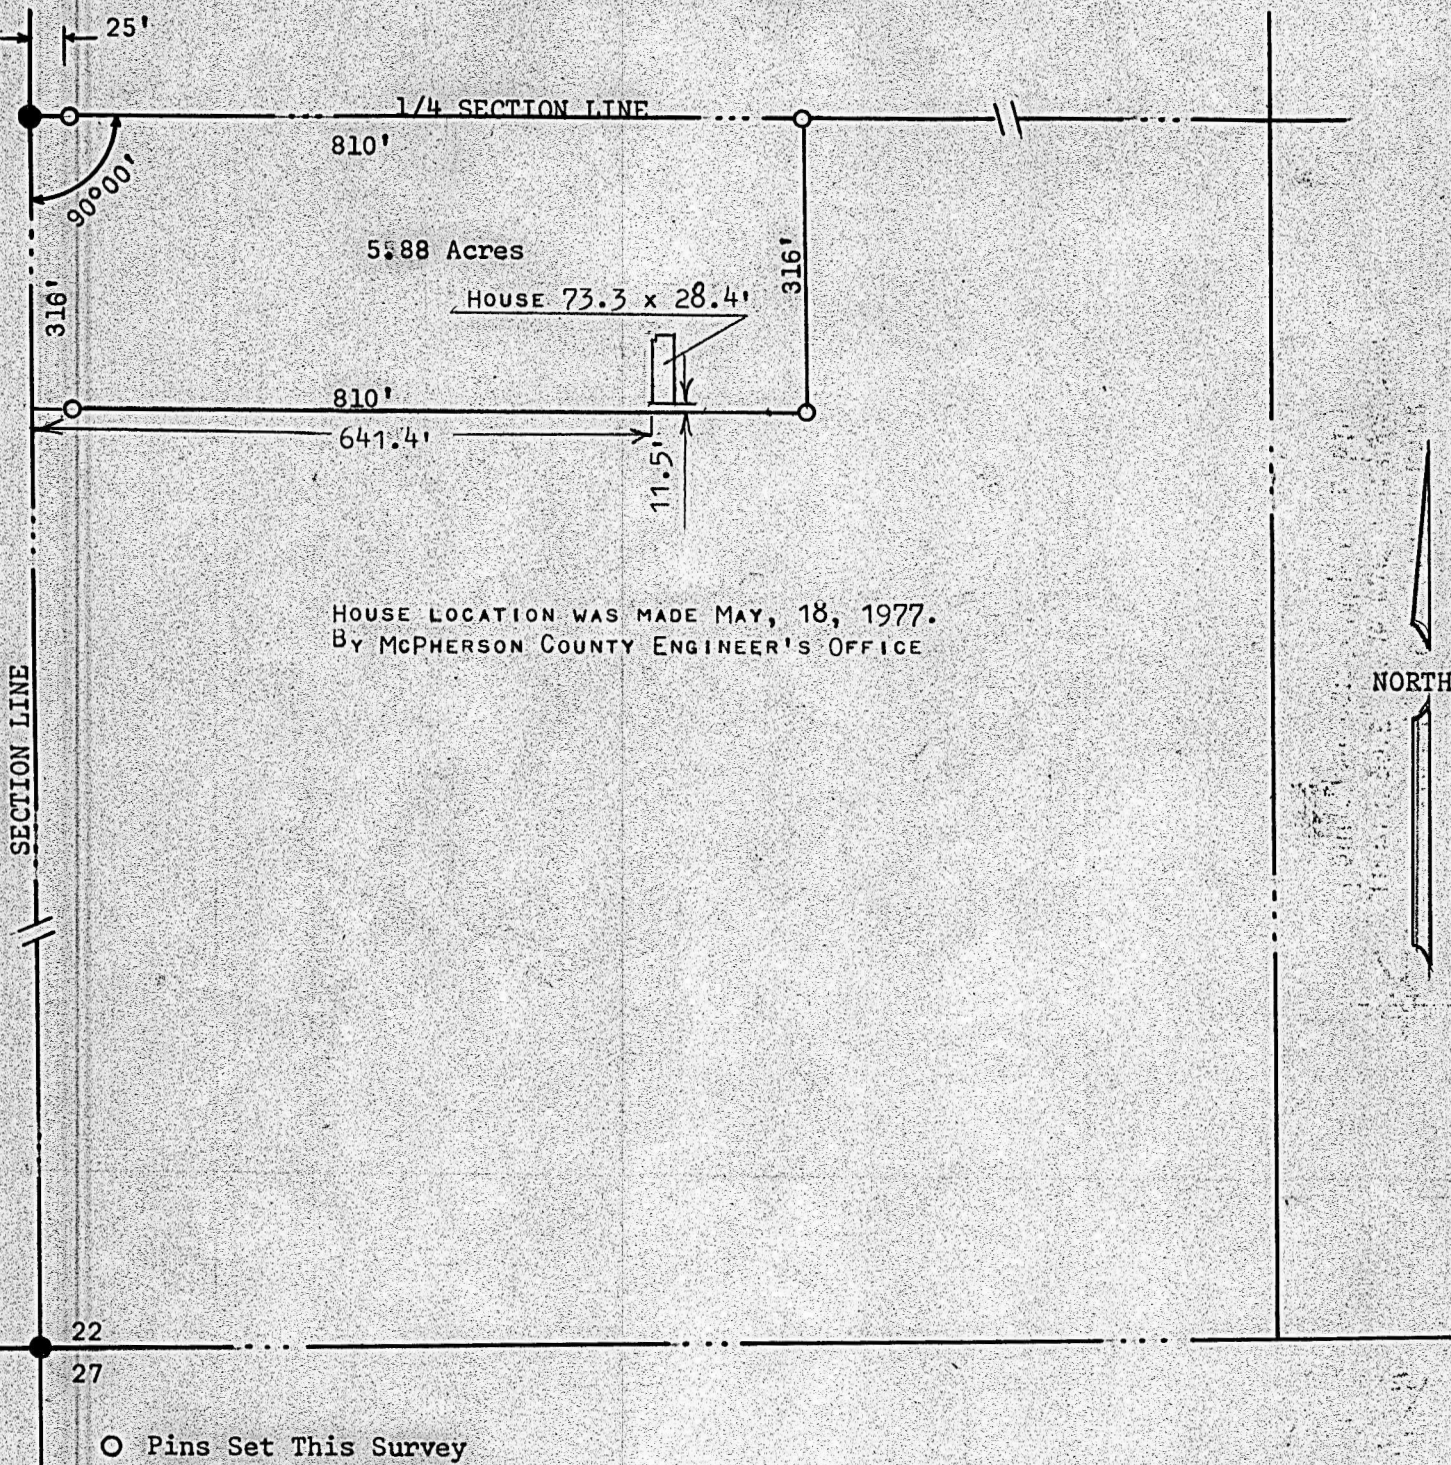 25'
1/4 SECTION LINE
810'
90°00'
5.88 Acres
316'
316'
HOUSE 73.3 x 28.4'
810'
641.4'
11.5'
HOUSE LOCATION WAS MADE MAY, 18, 1977.
BY MCPHERSON COUNTY ENGINEER'S OFFICE
SECTION LINE
NORTH
22
27
O Pins Set This Survey